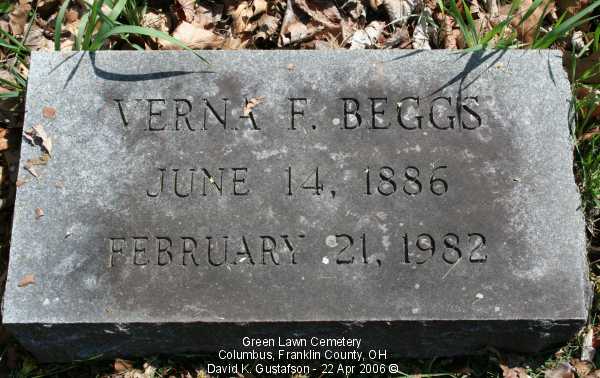 VERNA F. BEGGS
JUNE 14, 1886
FEBRUARY 21, 1982
Green Lawn Cemetery
Columbus, Franklin County, OH
David K. Gustafson - 22 Apr 2006 ©